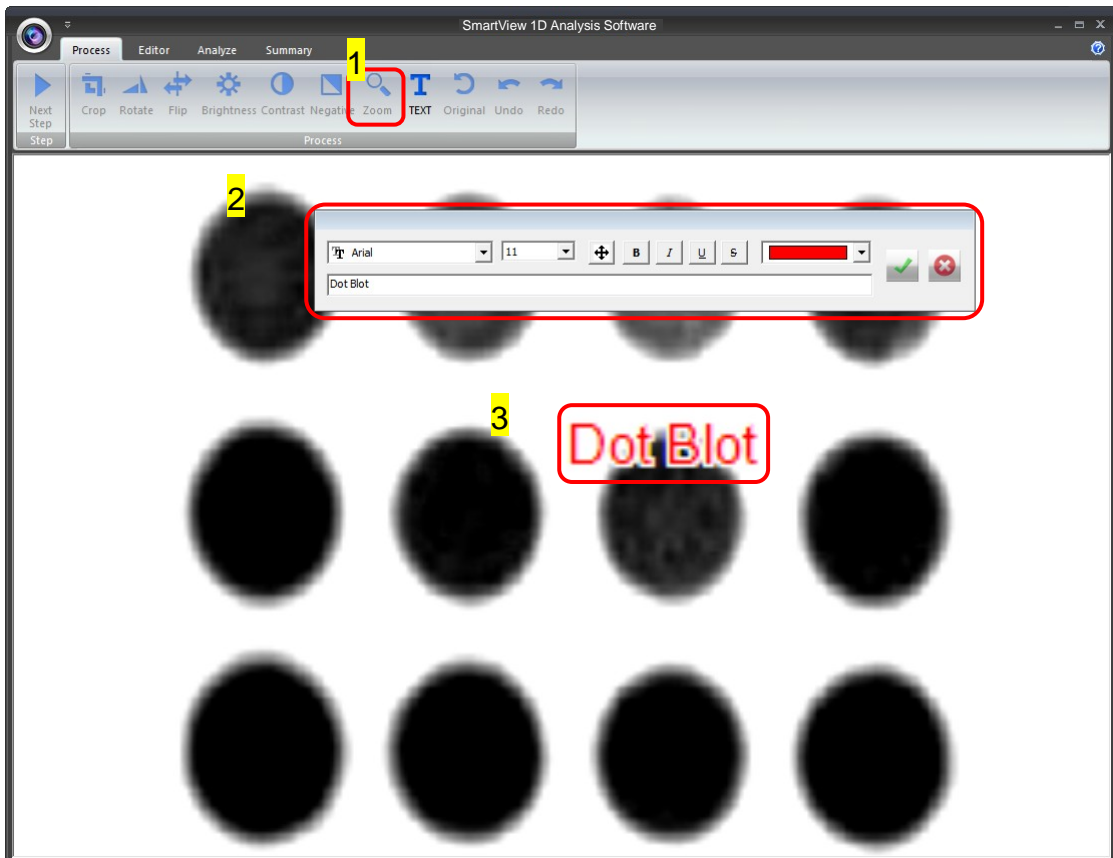 SmartView 1D Analysis Software
Process Editor Analyze Summary
1
Next Step
Crop Rotate Flip Brightness Contrast Negative Zoom TEXT Original Undo Redo
Step Process
2
Arial 11 B I U S
Dot Blot
3
Dot Blot